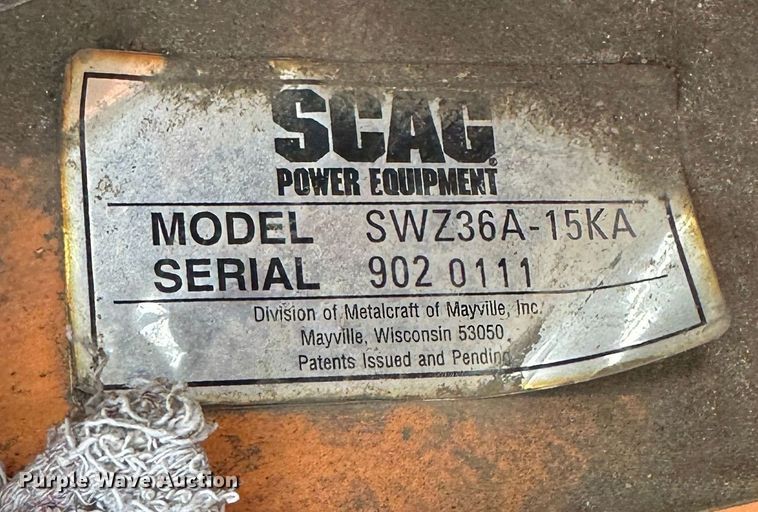 SCAG®
POWER EQUIPMENT
MODEL SWZ36A-15KA
SERIAL 902 0111
Division of Metalcraft of Mayville, Inc.
Mayville, Wisconsin 53050
Patents Issued and Pending
Purple Wave Auction